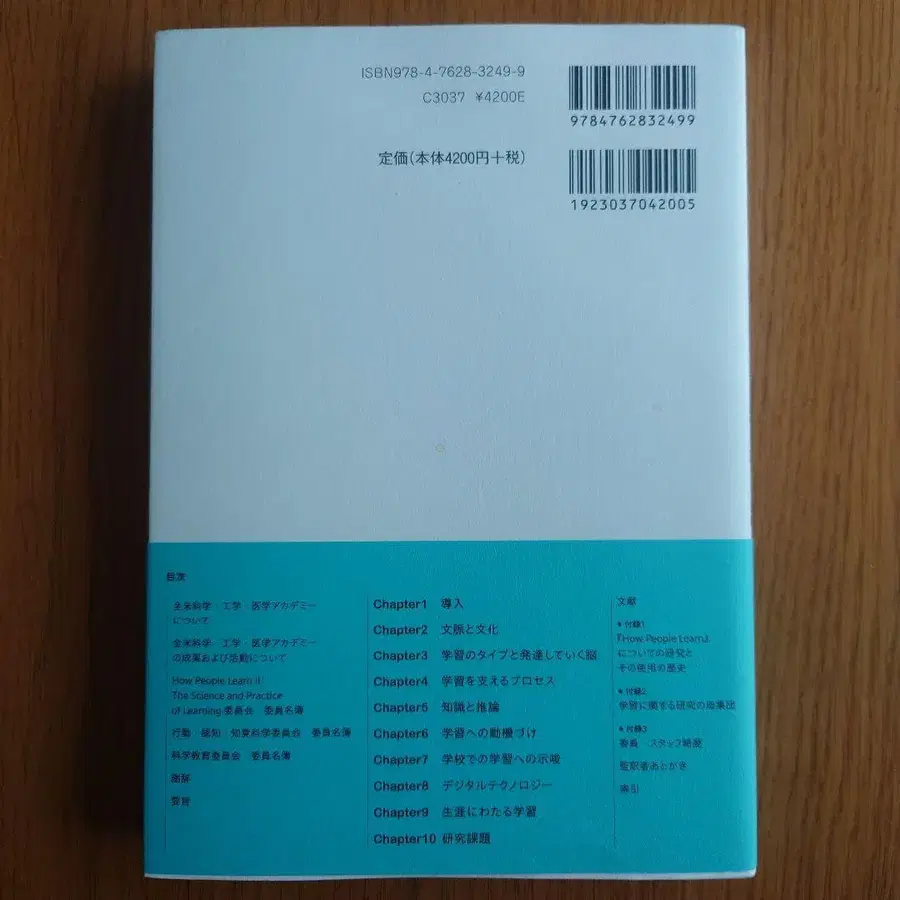 ISBN978-4-7628-3249-9
C3037 ¥4200E
定価(本体4200円+税)
9784762832499
1923037042005
目次
全米科学・工学・医学アカデミー
について
全米科学・工学・医学アカデミー
の成果および活動について
How People Learn II:
The Science and Practice
of Learning 委員会 委員名簿
行動・認知・知覚科学委員会 委員名簿
科学教育委員会 委員名簿
謝辞
要旨
Chapter1 導入
Chapter2 文脈と文化
Chapter3 学習のタイプと発達していく脳
Chapter4 学習を支えるプロセス
Chapter5 知識と推論
Chapter6 学習への動機づけ
Chapter7 学校での学習への示唆
Chapter8 デジタルテクノロジー
Chapter9 生涯にわたる学習
Chapter10 研究課題
文献
●付録1
『How People Learn』
についての研究と
その使用の歴史
●付録2
学習に関する研究の母集団
●付録3
委員・スタッフ略歴
監訳者あとがき
索引